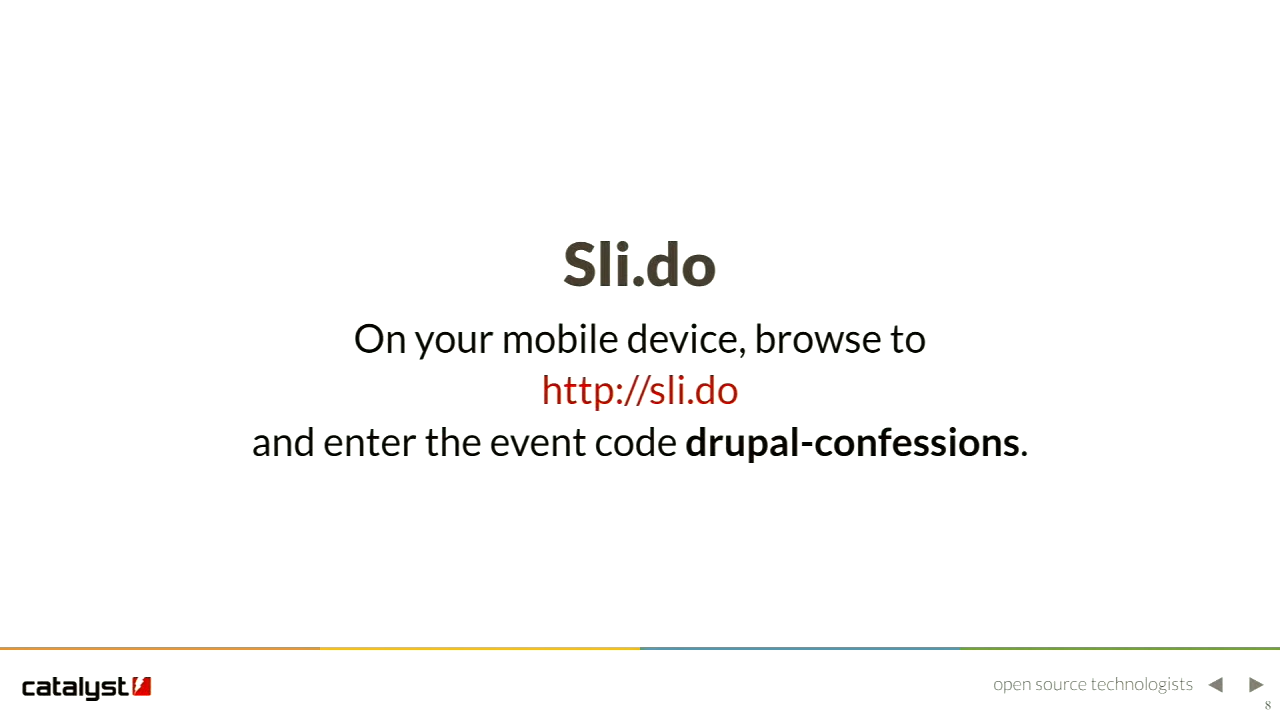 Sli.do
On your mobile device, browse to
http://sli.do
and enter the event code drupal-confessions.
catalyst
open source technologists
8